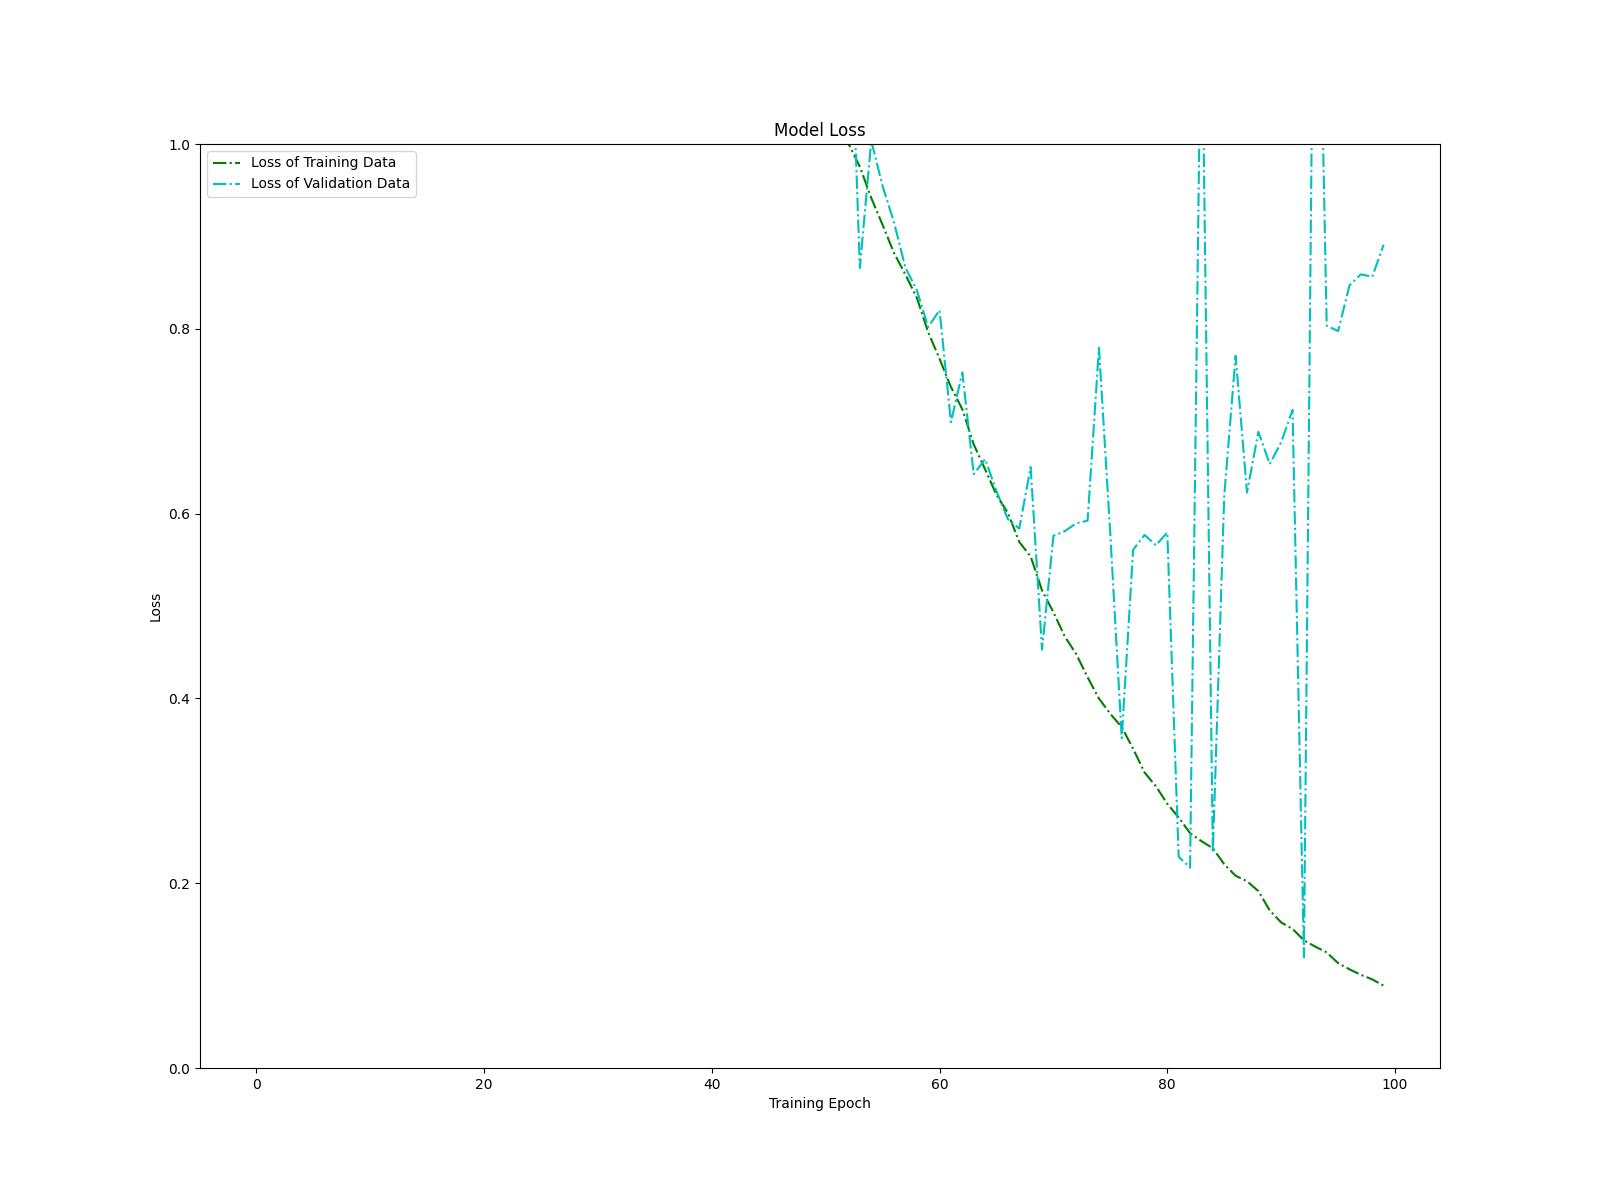 Model Loss
Loss of Training Data
Loss of Validation Data
1.0
0.8
0.6
0.4
0.2
0.0
Loss
0 20 40 60 80 100
Training Epoch